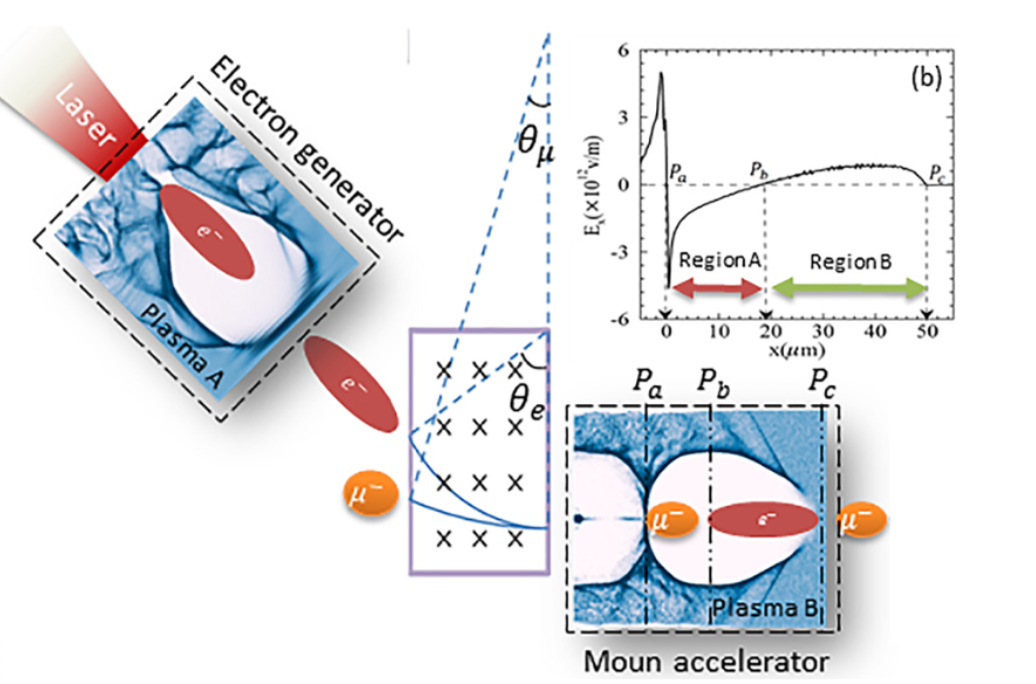 Laser
Electron generator
e⁻
Plasma A
e⁻
μ⁻
θμ
θe
× × ×
× × ×
× × ×
× × ×
(b)
Ex(×10¹²v/m)
6
3
0
-3
-6
Pa
Pb
Pc
Region A
Region B
0 10 20 30 40 50
x(μm)
Pa Pb Pc
μ⁻
e⁻
μ⁻
Plasma B
Moun accelerator